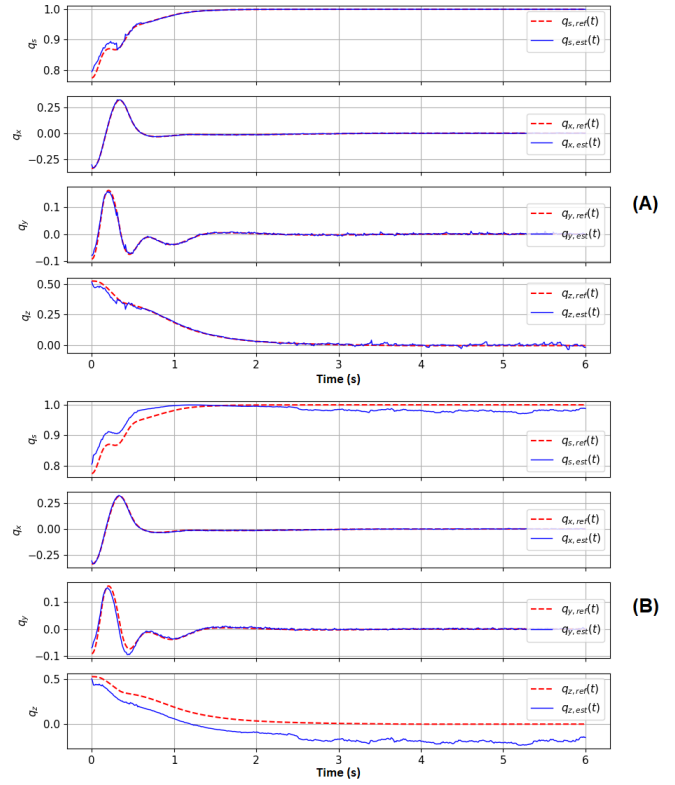 1.0
0.9
0.8
q_s
q_{s,ref}(t)
q_{s,est}(t)
0.25
0.00
−0.25
q_x
q_{x,ref}(t)
q_{x,est}(t)
0.1
0.0
−0.1
q_y
q_{y,ref}(t)
q_{y,est}(t)
(A)
0.50
0.25
0.00
q_z
q_{z,ref}(t)
q_{z,est}(t)
0 1 2 3 4 5 6
Time (s)
1.0
0.9
0.8
q_s
q_{s,ref}(t)
q_{s,est}(t)
0.25
0.00
−0.25
q_x
q_{x,ref}(t)
q_{x,est}(t)
0.1
0.0
−0.1
q_y
q_{y,ref}(t)
q_{y,est}(t)
(B)
0.5
0.0
q_z
q_{z,ref}(t)
q_{z,est}(t)
0 1 2 3 4 5 6
Time (s)